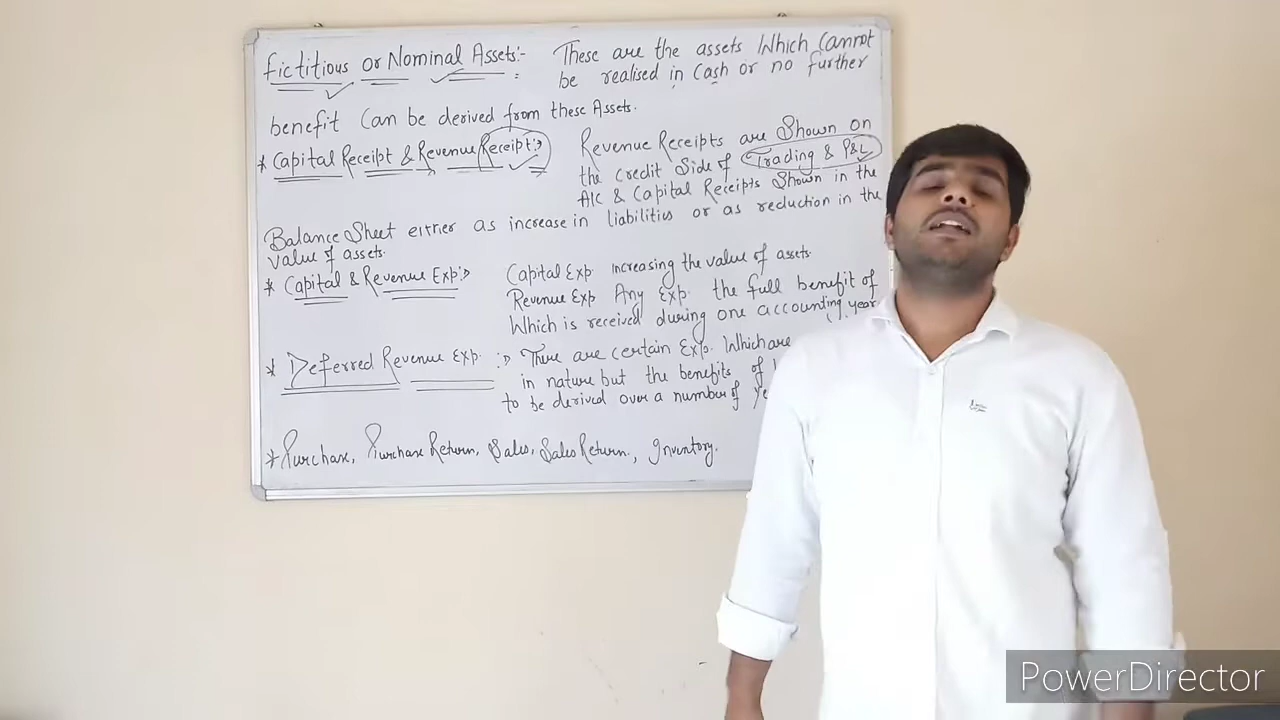 Fictitious or Nominal Assets:- These are the assets Which Cannot
be realised in Cash or no further
benefit Can be derived from these Assets.
* Capital Receipt & Revenue Receipt:- Revenue Receipts are Shown on
the credit Side of Trading & P&L
A/C & Capital Receipts Shown in the
Balance Sheet either as increase in liabilities or as reduction in the
value of assets.
* Capital & Revenue Exp:- Capital Exp. increasing the value of assets.
Revenue Exp Any Exp. the full benefit of
Which is received during one accounting year
* Deferred Revenue Exp. :- There are certain Exp. Which are
in nature but the benefits of
to be derived over a number of
* Purchase, Purchase Return, Sales, Sales Return, Inventory.
PowerDirector